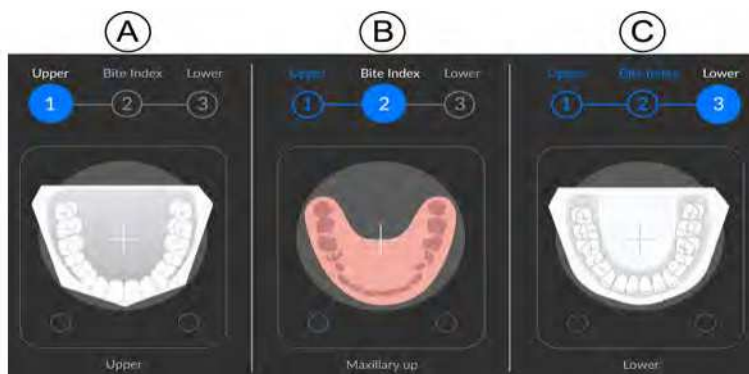 A
B
C
Upper Bite Index Lower
1 2 3
Upper Bite Index Lower
1 2 3
Upper Bite Index Lower
1 2 3
Upper
Maxillary up
Lower